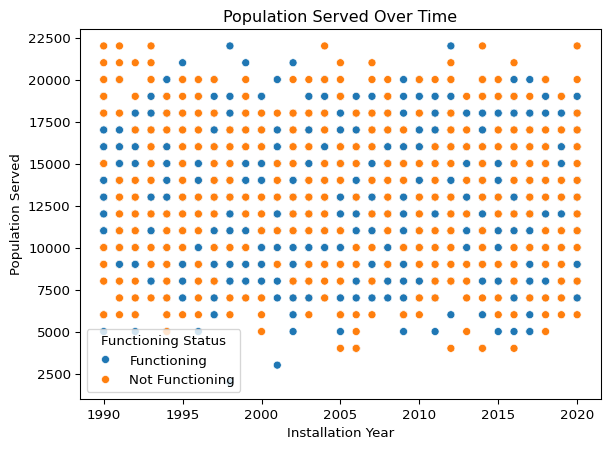 Population Served Over Time
Population Served
22500
20000
17500
15000
12500
10000
7500
5000
2500
Functioning Status
Functioning
Not Functioning
1990 1995 2000 2005 2010 2015 2020
Installation Year